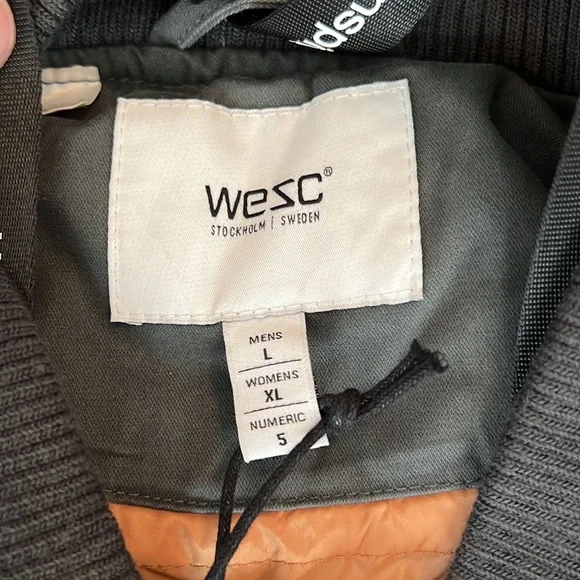 WeSC®
STOCKHOLM | SWEDEN
MENS
L
WOMENS
XL
NUMERIC
5